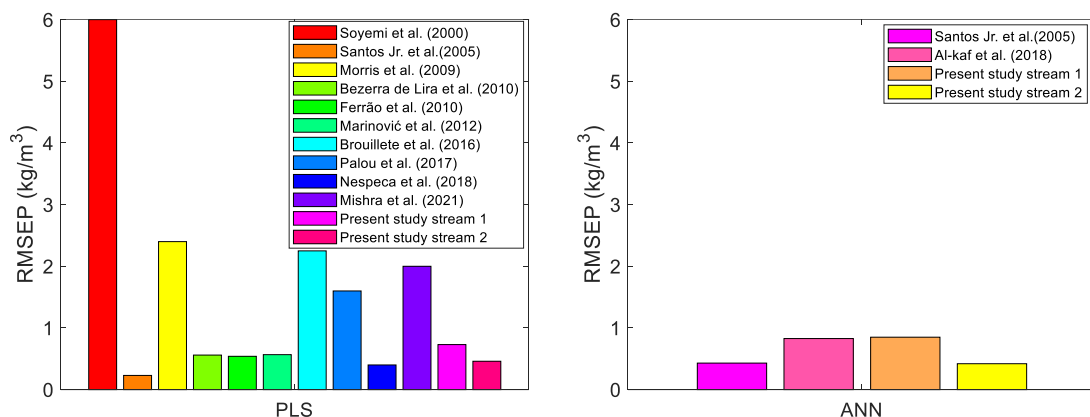 6
5
4
3
2
1
0
RMSEP (kg/m³)
PLS
Soyemi et al. (2000)
Santos Jr. et al.(2005)
Morris et al. (2009)
Bezerra de Lira et al. (2010)
Ferrão et al. (2010)
Marinović et al. (2012)
Brouillete et al. (2016)
Palou et al. (2017)
Nespeca et al. (2018)
Mishra et al. (2021)
Present study stream 1
Present study stream 2
6
5
4
3
2
1
0
RMSEP (kg/m³)
ANN
Santos Jr. et al.(2005)
Al-kaf et al. (2018)
Present study stream 1
Present study stream 2